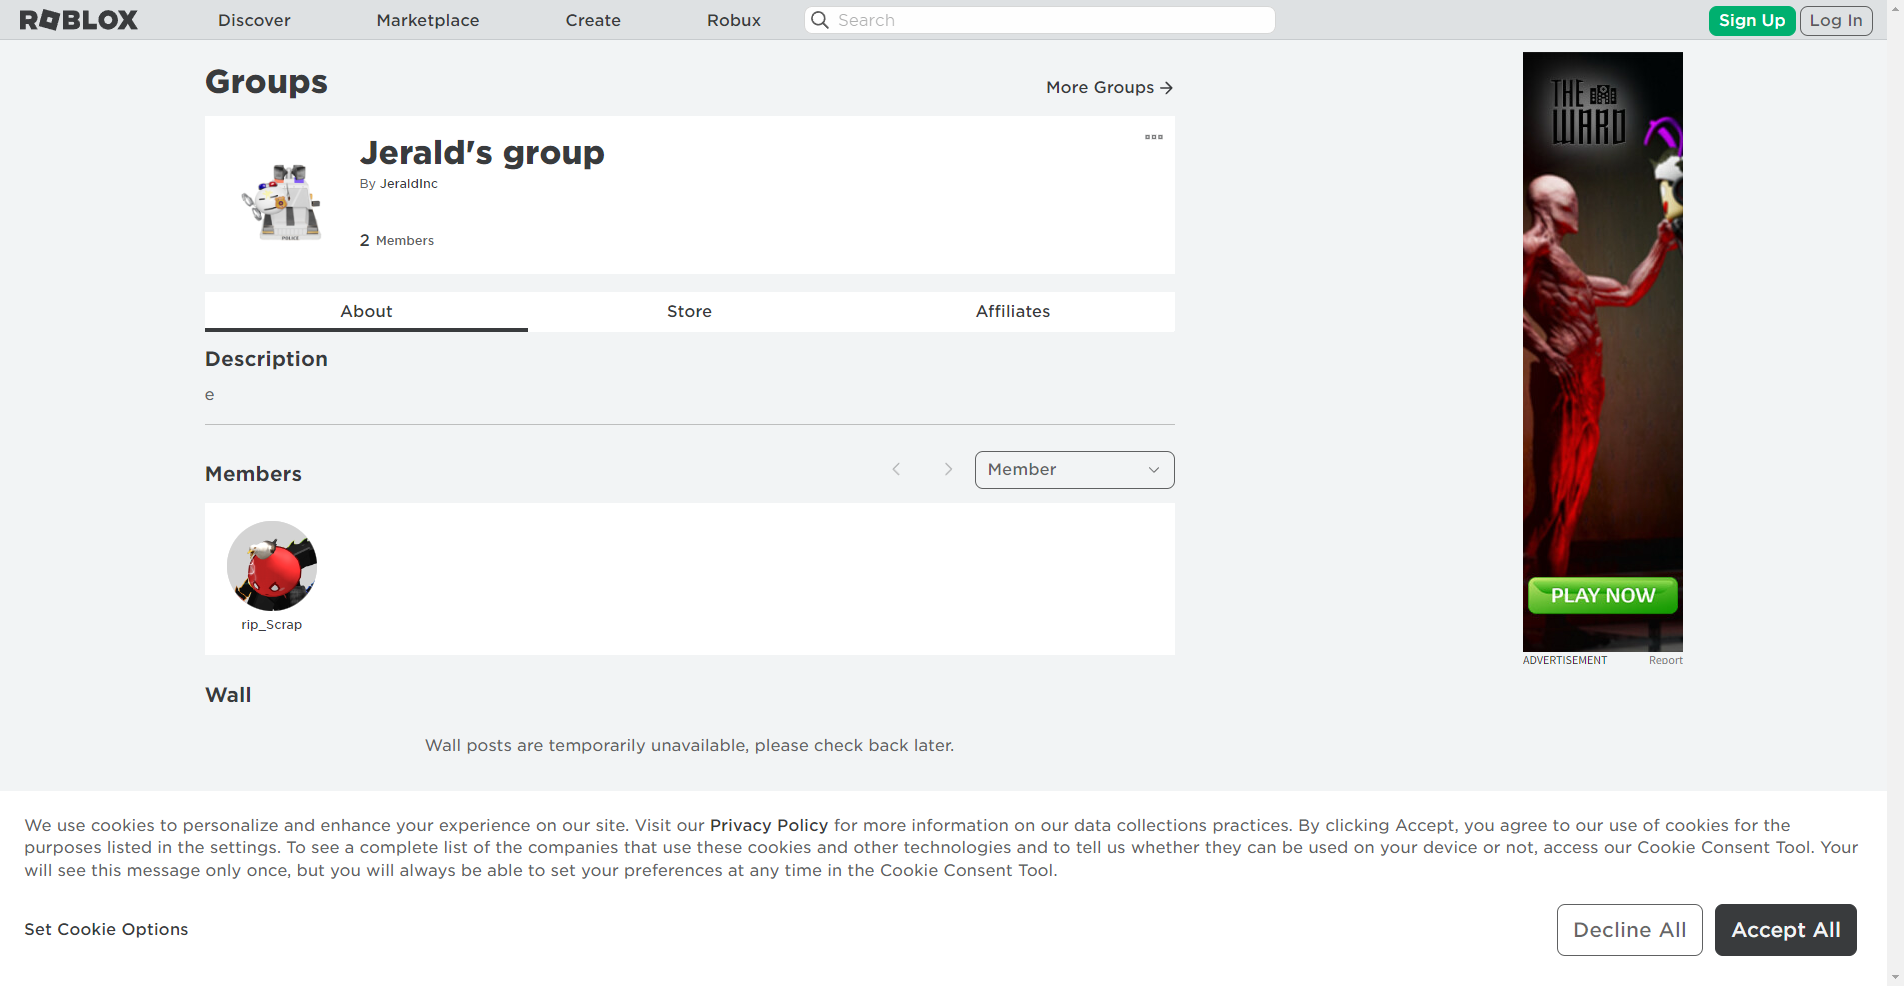 ROBLOX
Discover
Marketplace
Create
Robux
Search
Sign Up
Log In
Groups
More Groups
Jerald's group
By JeraldInc
2 Members
POLICE
About
Store
Affiliates
Description
e
Members
Member
rip_Scrap
Wall
Wall posts are temporarily unavailable, please check back later.
THE
WARD
PLAY NOW
ADVERTISEMENT
Report
We use cookies to personalize and enhance your experience on our site. Visit our Privacy Policy for more information on our data collections practices. By clicking Accept, you agree to our use of cookies for the
purposes listed in the settings. To see a complete list of the companies that use these cookies and other technologies and to tell us whether they can be used on your device or not, access our Cookie Consent Tool. Your
will see this message only once, but you will always be able to set your preferences at any time in the Cookie Consent Tool.
Set Cookie Options
Decline All
Accept All